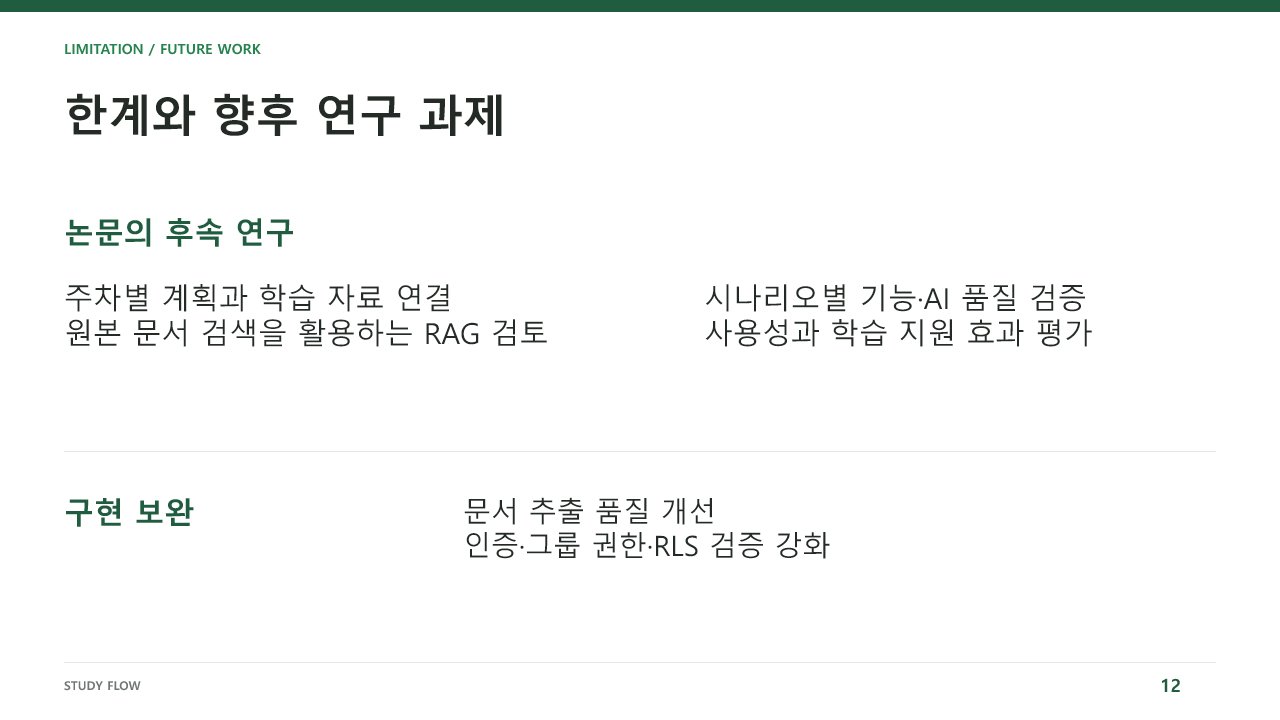 LIMITATION / FUTURE WORK
한계와 향후 연구 과제
논문의 후속 연구
주차별 계획과 학습 자료 연결
원본 문서 검색을 활용하는 RAG 검토
시나리오별 기능·AI 품질 검증
사용성과 학습 지원 효과 평가
구현 보완
문서 추출 품질 개선
인증·그룹 권한·RLS 검증 강화
STUDY FLOW
12